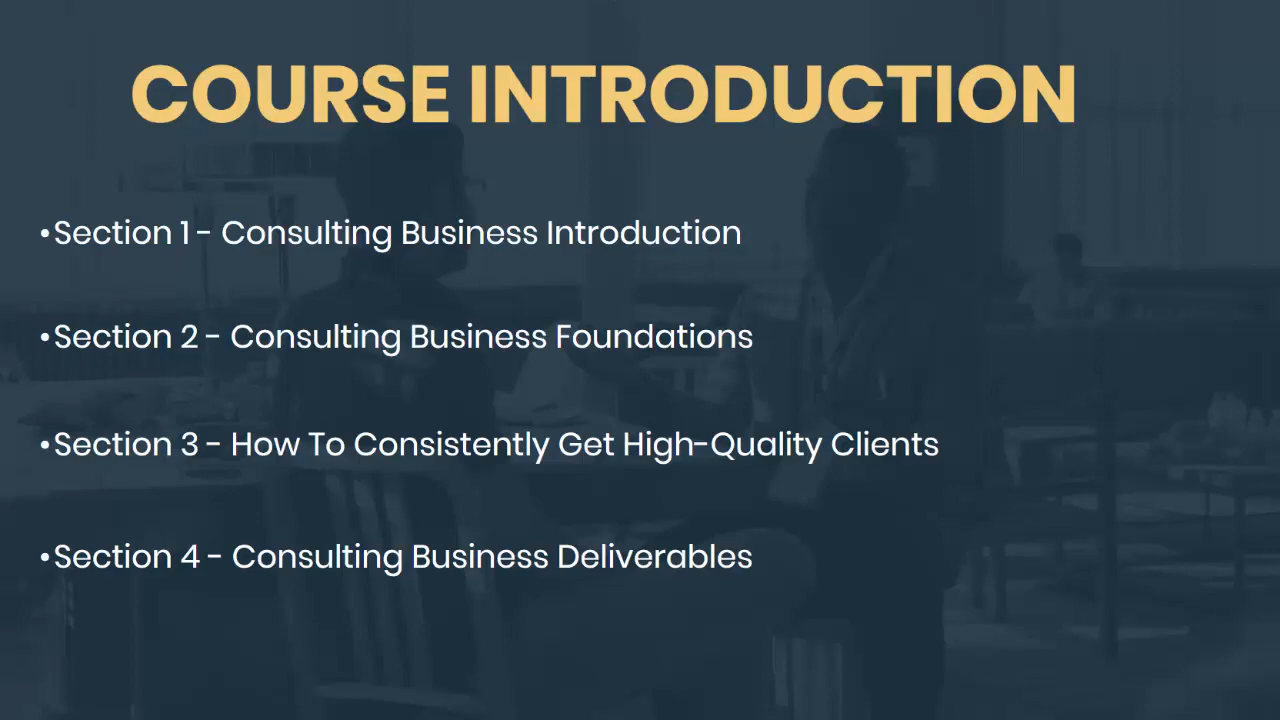 COURSE INTRODUCTION
•Section 1 - Consulting Business Introduction
•Section 2 - Consulting Business Foundations
•Section 3 - How To Consistently Get High-Quality Clients
•Section 4 - Consulting Business Deliverables